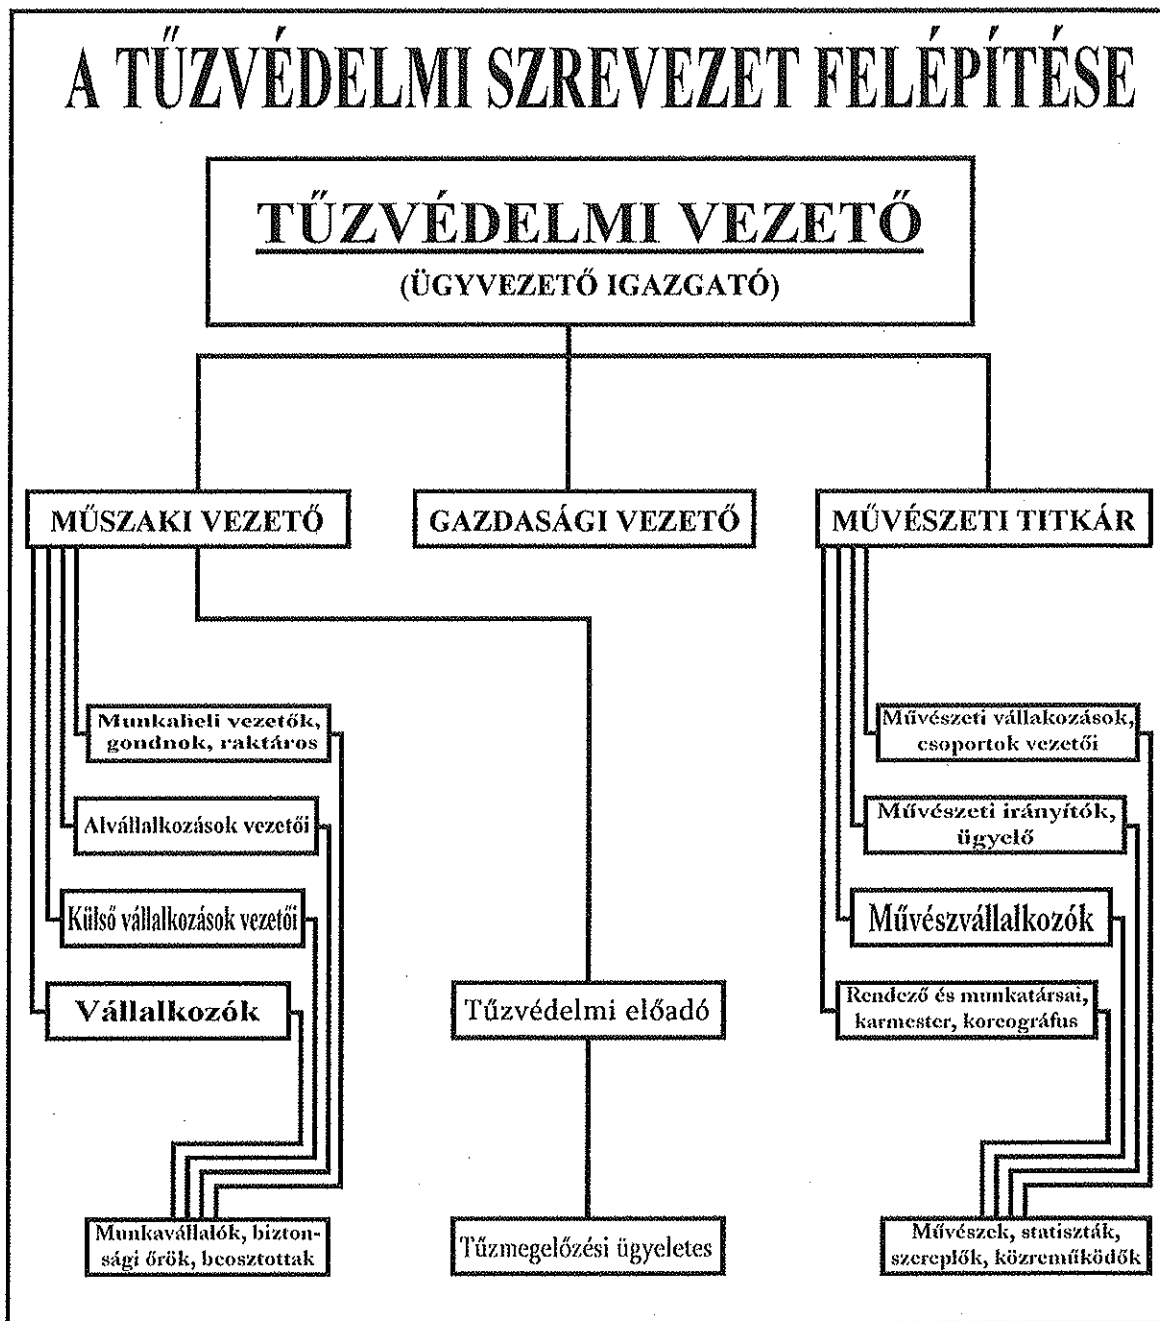 A TŰZVÉDELMI SZREVEZET FELÉPÍTÉSE
TŰZVÉDELMI VEZETŐ
(ÜGYVEZETŐ IGAZGATÓ)
MŰSZAKI VEZETŐ
GAZDASÁGI VEZETŐ
MŰVÉSZETI TITKÁR
Munkaheli vezetők,
gondnok, raktáros
Művészeti vállakozások,
csoportok vezetői
Alvállalkozások vezetői
Művészeti irányítók,
ügyelő
Külső vállalkozások vezetői
Művészvállalkozók
Vállalkozók
Tűzvédelmi előadó
Rendező és munkatársai,
karmester, koreográfus
Munkavállalók, bizton-
sági őrök, beosztottak
Tűzmegelőzési ügyeletes
Művészek, statiszták,
szereplők, közreműködők